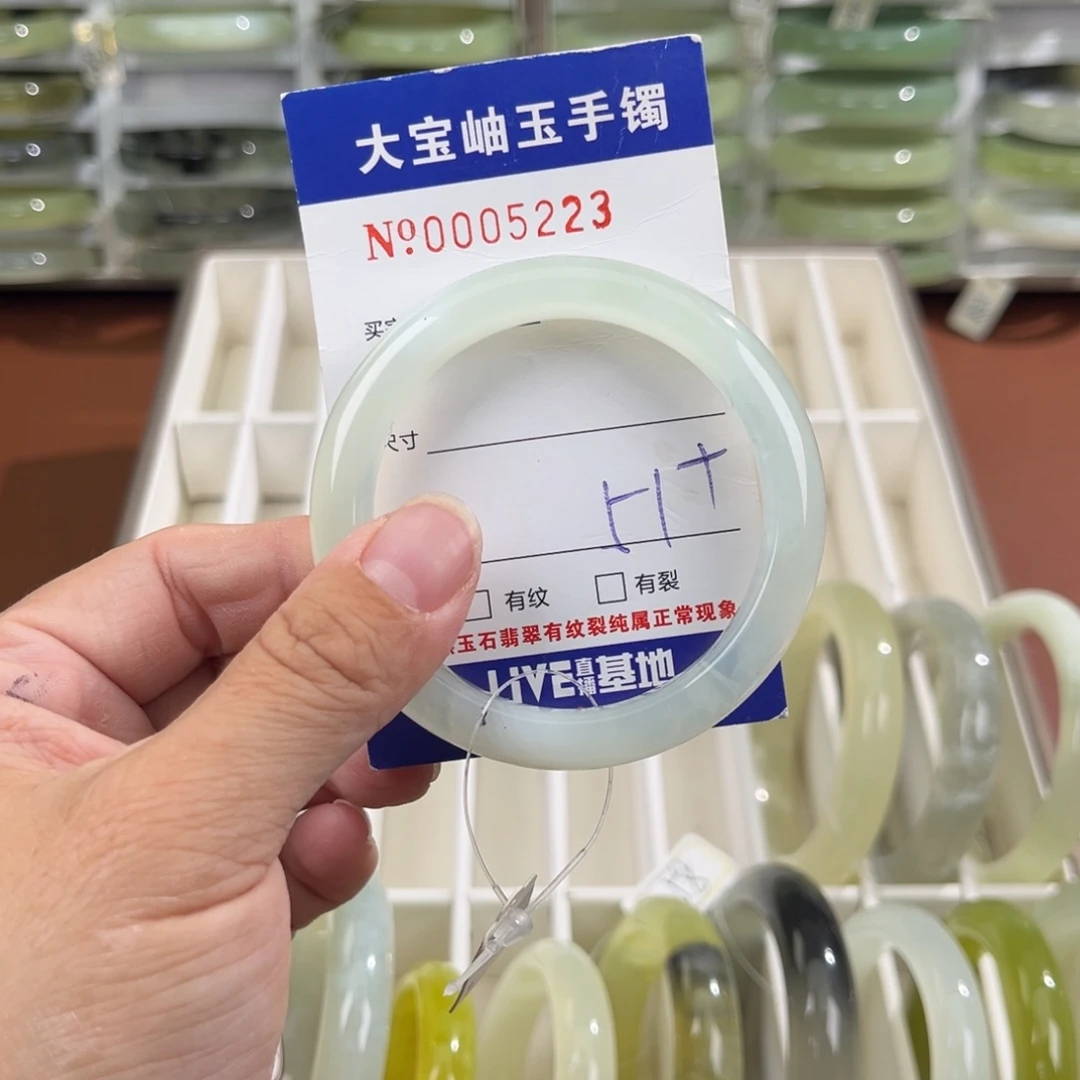 大宝岫玉手镯
№0005223
买
尺寸
有纹 有裂
玉石翡翠有纹裂纯属正常现象
LiVE直播基地